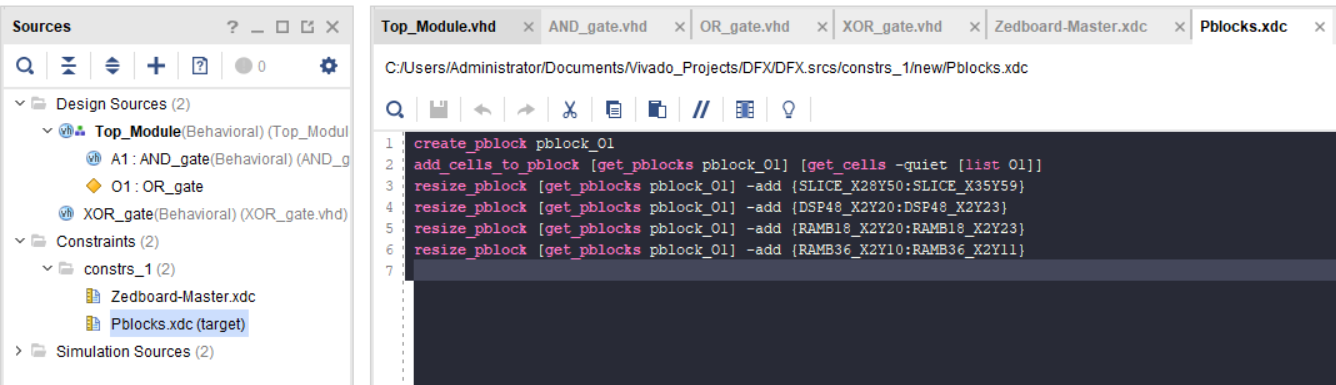 Sources
? _
0
Design Sources (2)
Top_Module(Behavioral) (Top_Modul
A1 : AND_gate(Behavioral) (AND_g
O1 : OR_gate
XOR_gate(Behavioral) (XOR_gate.vhd)
Constraints (2)
constrs_1 (2)
Zedboard-Master.xdc
Pblocks.xdc (target)
Simulation Sources (2)
Top_Module.vhd × AND_gate.vhd × OR_gate.vhd × XOR_gate.vhd × Zedboard-Master.xdc × Pblocks.xdc ×
C:/Users/Administrator/Documents/Vivado_Projects/DFX/DFX.srcs/constrs_1/new/Pblocks.xdc
1 create_pblock pblock_O1
2 add_cells_to_pblock [get_pblocks pblock_O1] [get_cells -quiet [list O1]]
3 resize_pblock [get_pblocks pblock_O1] -add {SLICE_X28Y50:SLICE_X35Y59}
4 resize_pblock [get_pblocks pblock_O1] -add {DSP48_X2Y20:DSP48_X2Y23}
5 resize_pblock [get_pblocks pblock_O1] -add {RAMB18_X2Y20:RAMB18_X2Y23}
6 resize_pblock [get_pblocks pblock_O1] -add {RAMB36_X2Y10:RAMB36_X2Y11}
7